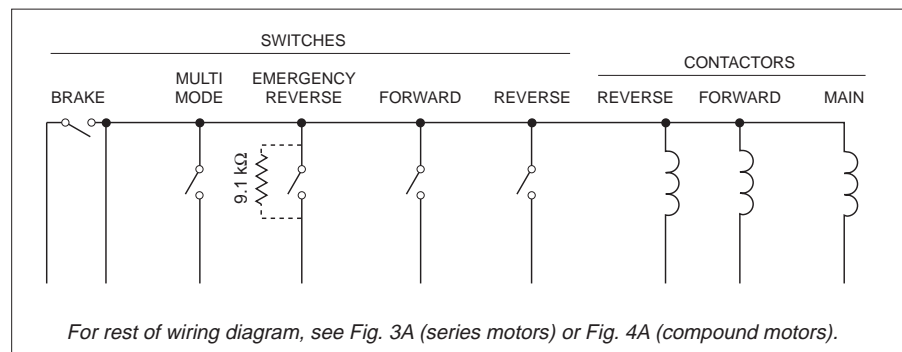 SWITCHES
CONTACTORS
MULTI
MODE
EMERGENCY
REVERSE
BRAKE
FORWARD
REVERSE
REVERSE
FORWARD
MAIN
9.1 kΩ
For rest of wiring diagram, see Fig. 3A (series motors) or Fig. 4A (compound motors).